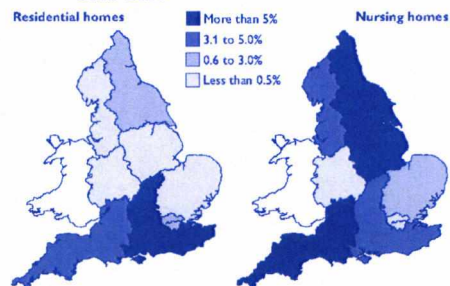 Residential homes
More than 5%
3.1 to 5.0%
0.6 to 3.0%
Less than 0.5%
Nursing homes